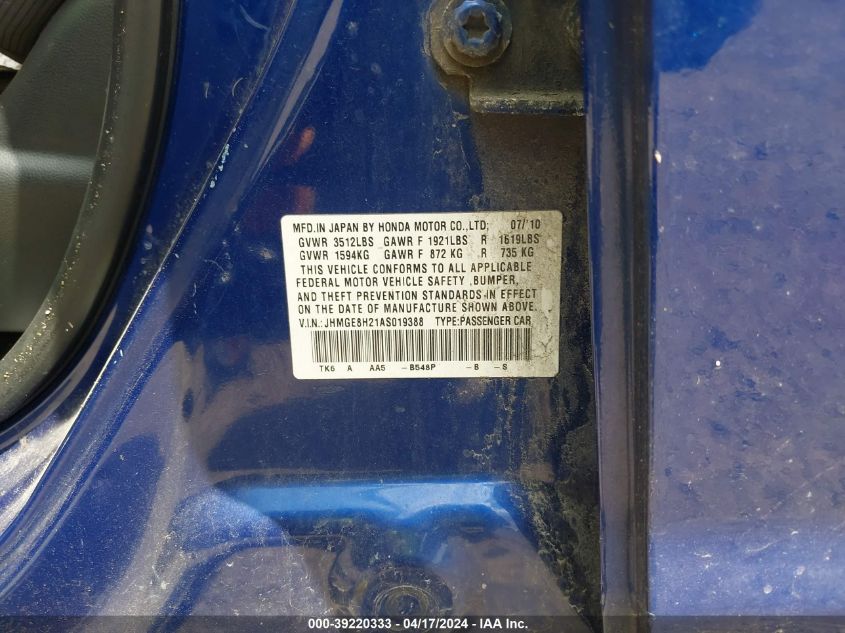 MFD.IN JAPAN BY HONDA MOTOR CO.,LTD; 07/'10
GVWR 3512LBS GAWR F 1921LBS R 1619LBS
GVWR 1594KG GAWR F 872 KG R 735 KG
THIS VEHICLE CONFORMS TO ALL APPLICABLE
FEDERAL MOTOR VEHICLE SAFETY ,BUMPER,
AND THEFT PREVENTION STANDARDS IN EFFECT
ON THE DATE OF MANUFACTURE SHOWN ABOVE.
V.I.N.: JHMGE8H21AS019388 TYPE:PASSENGER CAR
TK6 A AA5 -B548P -B -S
000-39220333 - 04/17/2024 - IAA Inc.